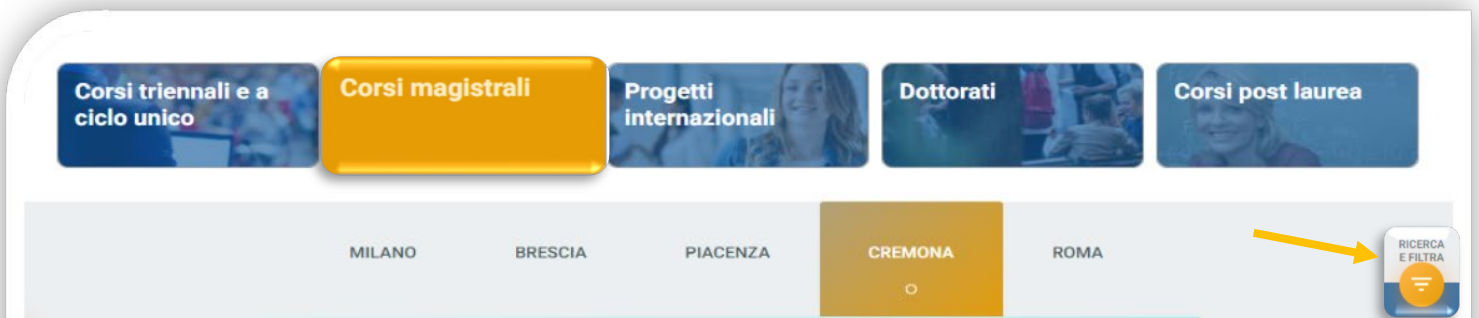 Corsi triennali e a
ciclo unico
Corsi magistrali
Progetti
internazionali
Dottorati
Corsi post laurea
MILANO
BRESCIA
PIACENZA
CREMONA
ROMA
RICERCA
E FILTRA